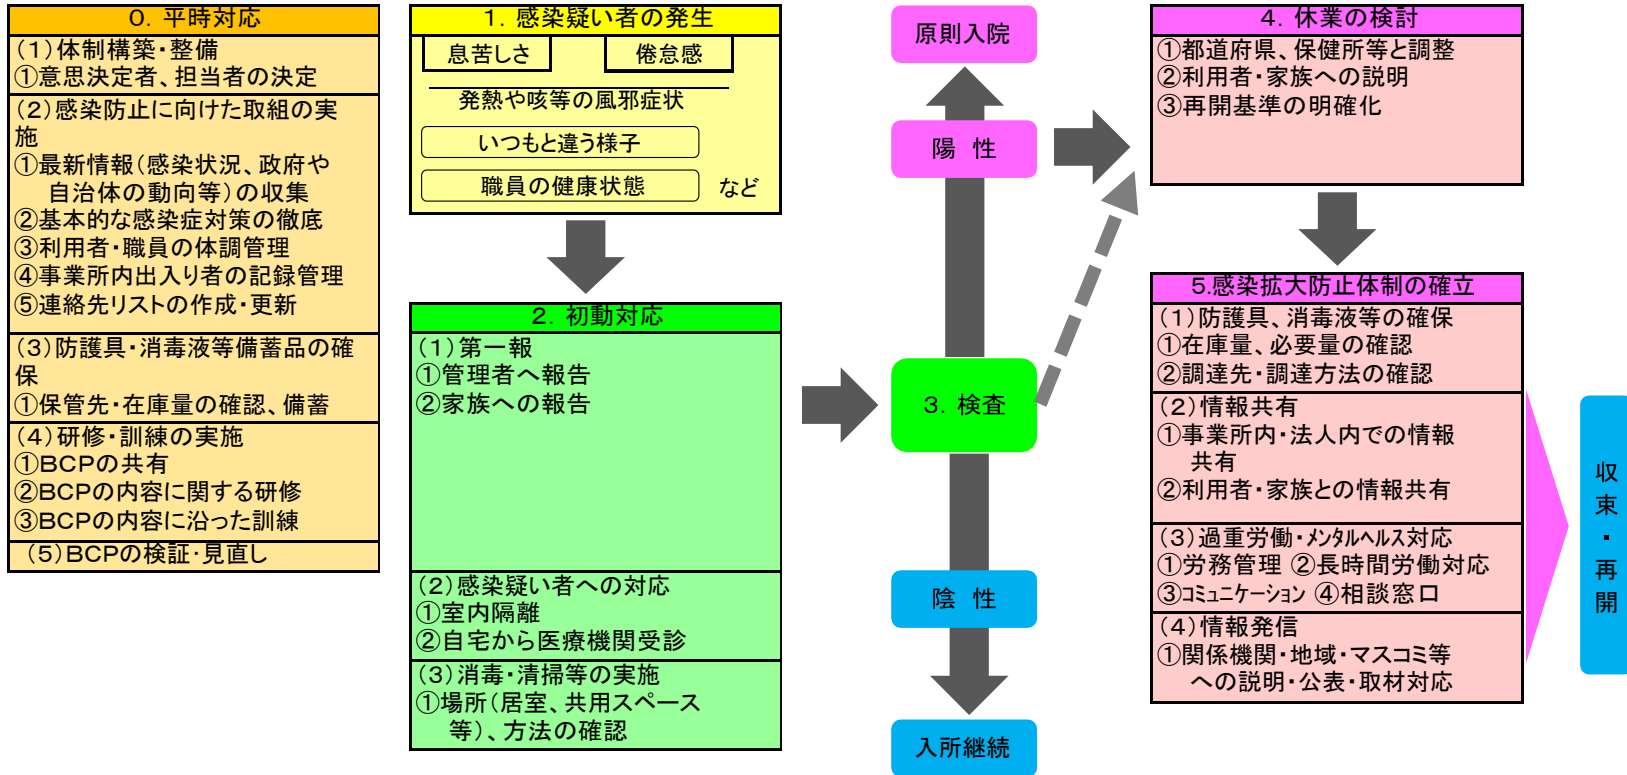 ０．平時対応
（１）体制構築・整備
①意思決定者、担当者の決定
（２）感染防止に向けた取組の実
施
①最新情報（感染状況、政府や
自治体の動向等）の収集
②基本的な感染症対策の徹底
③利用者・職員の体調管理
④事業所内出入り者の記録管理
⑤連絡先リストの作成・更新
（３）防護具・消毒液等備蓄品の確
保
①保管先・在庫量の確認、備蓄
（４）研修・訓練の実施
①ＢＣＰの共有
②ＢＣＰの内容に関する研修
③ＢＣＰの内容に沿った訓練
（５）ＢＣＰの検証・見直し
１．感染疑い者の発生
息苦しさ
倦怠感
発熱や咳等の風邪症状
いつもと違う様子
職員の健康状態
など
２．初動対応
（１）第一報
①管理者へ報告
②家族への報告
（２）感染疑い者への対応
①室内隔離
②自宅から医療機関受診
（３）消毒・清掃等の実施
①場所（居室、共用スペース
等）、方法の確認
原則入院
陽 性
３．検査
陰 性
入所継続
４．休業の検討
①都道府県、保健所等と調整
②利用者・家族への説明
③再開基準の明確化
５.感染拡大防止体制の確立
（１）防護具、消毒液等の確保
①在庫量、必要量の確認
②調達先・調達方法の確認
（２）情報共有
①事業所内・法人内での情報
共有
②利用者・家族との情報共有
（３）過重労働・メンタルヘルス対応
①労務管理 ②長時間労働対応
③コミュニケーション ④相談窓口
（４）情報発信
①関係機関・地域・マスコミ等
への説明・公表・取材対応
収束・再開